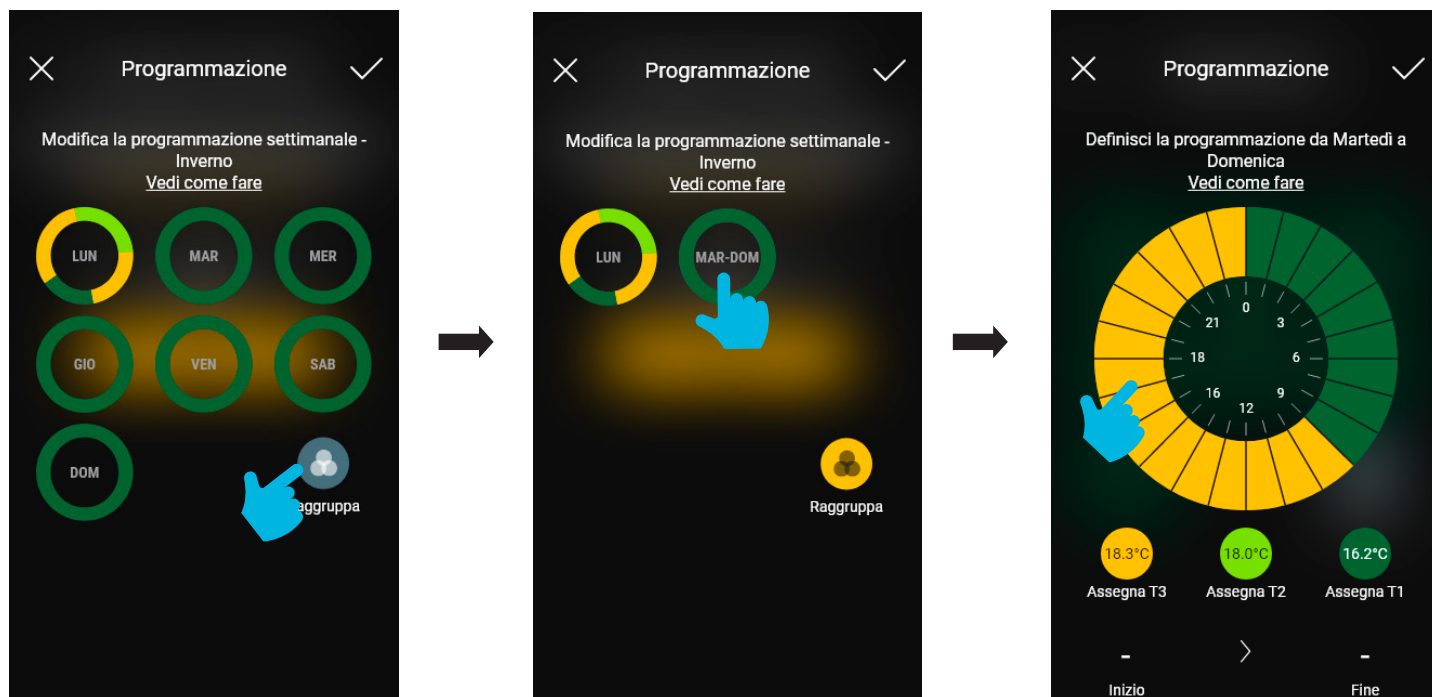 Programmazione
Modifica la programmazione settimanale -
Inverno
Vedi come fare
LUN
MAR
MER
GIO
VEN
SAB
DOM
aggruppa
Programmazione
Modifica la programmazione settimanale -
Inverno
Vedi come fare
LUN
MAR-DOM
Raggruppa
Programmazione
Definisci la programmazione da Martedì a
Domenica
Vedi come fare
0
21
3
18
6
16
9
12
18.3°C
18.0°C
16.2°C
Assegna T3
Assegna T2
Assegna T1
-
-
Inizio
Fine